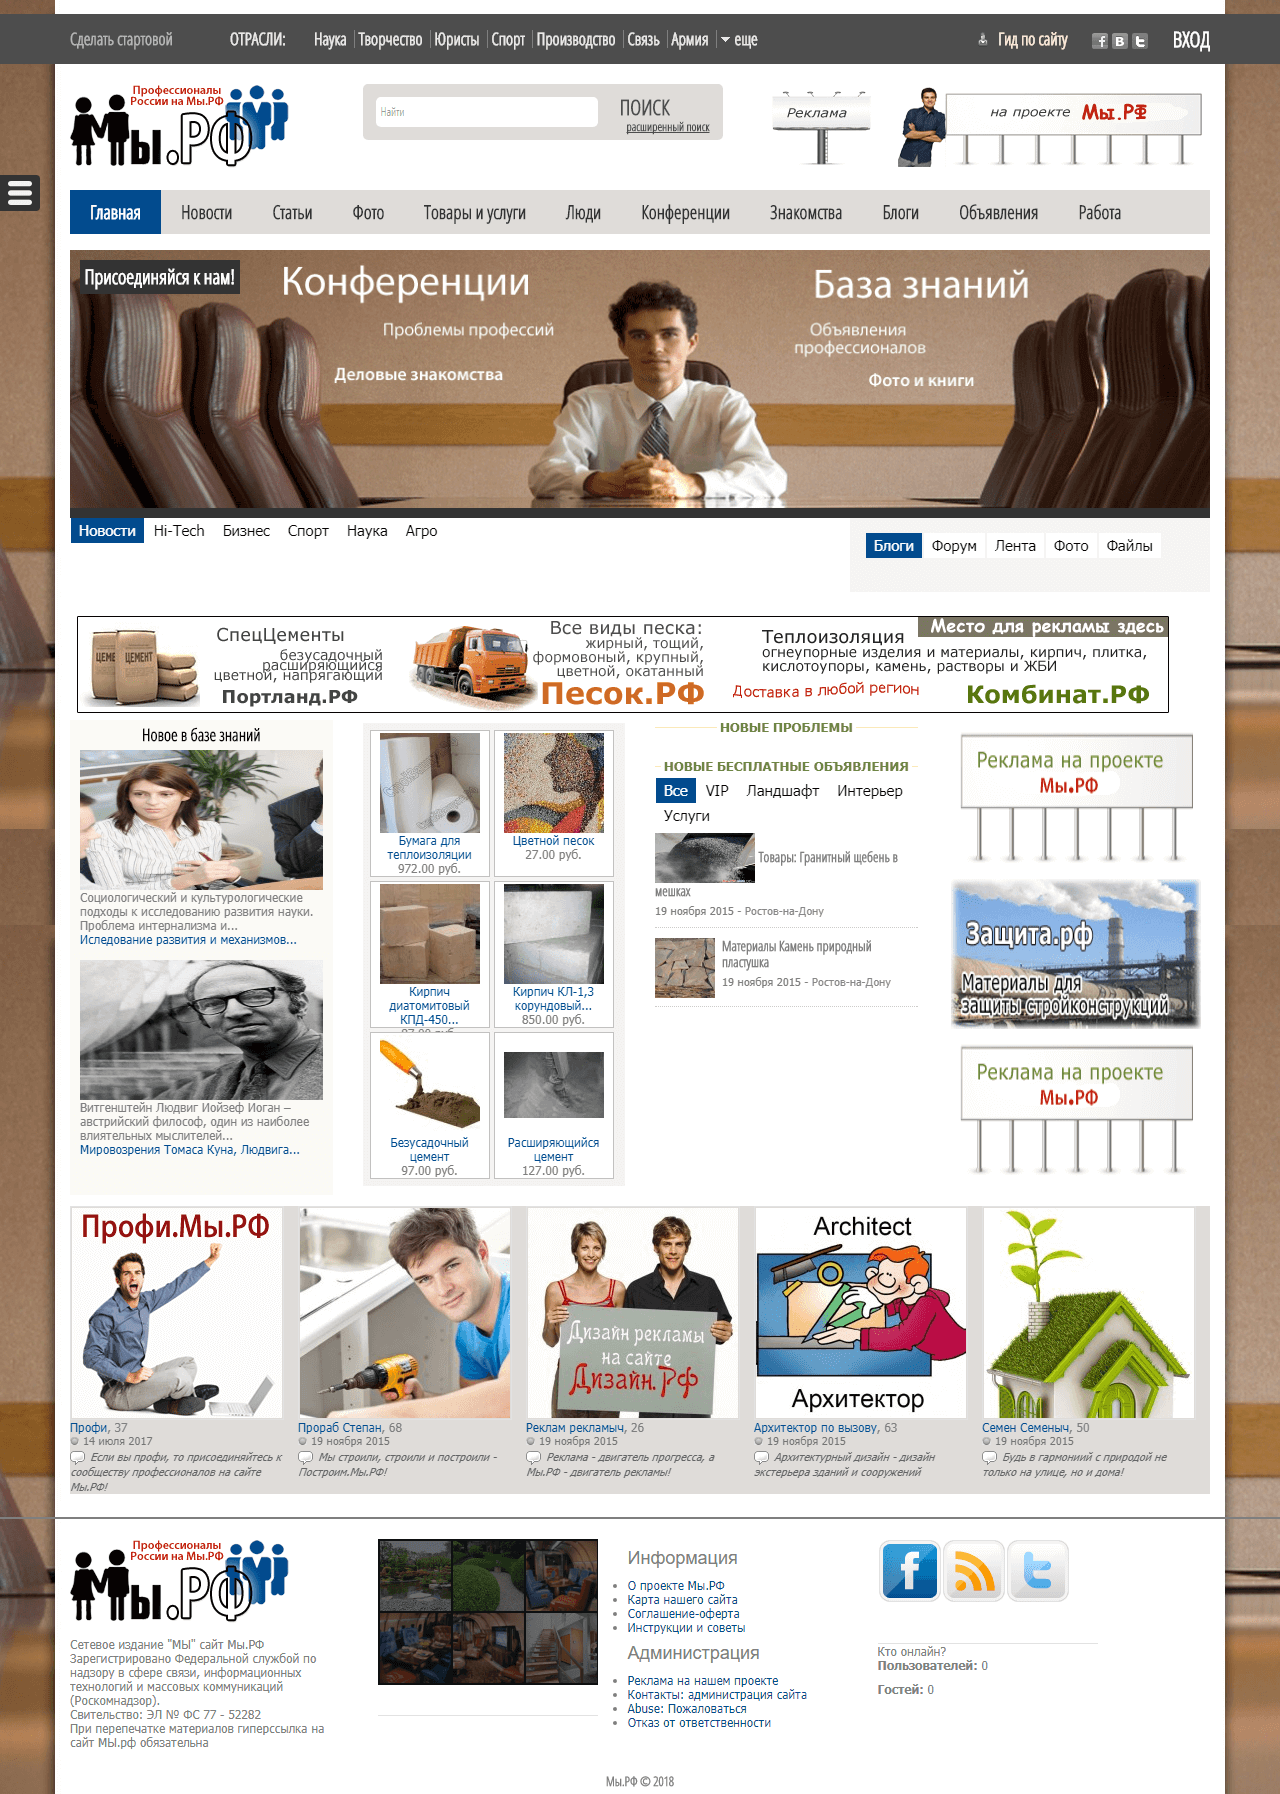 Сделать стартовой
ОТРАСЛИ:
Наука
Творчество
Юристы
Спорт
Производство
Связь
Армия
еще
Гид по сайту
ВХОД
Профессионалы
России на Мы.РФ
Мы.РФ
Найти
ПОИСК
расширенный поиск
Реклама
на проекте Мы.РФ
Главная
Новости
Статьи
Фото
Товары и услуги
Люди
Конференции
Знакомства
Блоги
Объявления
Работа
Присоединяйся к нам!
Конференции
Проблемы профессий
Деловые знакомства
База знаний
Объявления
профессионалов
Фото и книги
Новости
Hi-Tech
Бизнес
Спорт
Наука
Агро
Блоги
Форум
Лента
Фото
Файлы
СпецЦементы
безусадочный
расширяющийся
цветной, напрягающий
Портланд.РФ
ЦЕМЕ
ЦЕМЕНТ
Все виды песка:
жирный, тощий,
формовоный, крупный,
цветной, окатанный
Песок.РФ
Место для рекламы здесь
Теплоизоляция
огнеупорные изделия и материалы, кирпич, плитка,
кислотоупоры, камень, растворы и ЖБИ
Доставка в любой регион
Комбинат.РФ
Новое в базе знаний
Социологический и культурологические
подходы к исследованию развития науки.
Проблема интернализма и...
Иследование развития и механизмов...
Витгенштейн Людвиг Иойзеф Иоган –
австрийский философ, один из наиболее
влиятельных мыслителей...
Мировозрения Томаса Куна, Людвига...
Бумага для
теплоизоляции
972.00 руб.
Цветной песок
27.00 руб.
Кирпич
диатомитовый
КПД-450...
97.00 руб.
Кирпич КЛ-1,3
корундовый...
850.00 руб.
Безусадочный
цемент
97.00 руб.
Расширяющийся
цемент
127.00 руб.
НОВЫЕ ПРОБЛЕМЫ
НОВЫЕ БЕСПЛАТНЫЕ ОБЪЯВЛЕНИЯ
Все
VIP
Ландшафт
Интерьер
Услуги
Товары: Гранитный щебень в
мешках
19 ноября 2015 - Ростов-на-Дону
Материалы Камень природный
пластушка
19 ноября 2015 - Ростов-на-Дону
Реклама на проекте
Мы.РФ
Защита.рф
Материалы для
защиты стройконструкций
Реклама на проекте
Мы.РФ
Профи.Мы.РФ
Профи, 37
14 июля 2017
Если вы профи, то присоединяйтесь к
сообществу профессионалов на сайте
Мы.РФ!
Прораб Степан, 68
19 ноября 2015
Мы строили, строили и построили -
Построим.Мы.РФ!
Дизайн рекламы
на сайте
Дизайн.РФ
Реклам рекламыч, 26
19 ноября 2015
Реклама - двигатель прогресса, а
Мы.РФ - двигатель рекламы!
Architect
Архитектор
Архитектор по вызову, 63
19 ноября 2015
Архитектурный дизайн - дизайн
экстерьера зданий и сооружений
Семен Семеныч, 50
19 ноября 2015
Будь в гармониий с природой не
только на улице, но и дома!
Профессионалы
России на Мы.РФ
Мы.РФ
Сетевое издание "МЫ" сайт Мы.РФ
Зарегистрировано Федеральной службой по
надзору в сфере связи, информационных
технологий и массовых коммуникаций
(Роскомнадзор).
Свительство: ЭЛ № ФС 77 - 52282
При перепечатке материалов гиперссылка на
сайт МЫ.рф обязательна
Информация
О проекте Мы.РФ
Карта нашего сайта
Соглашение-оферта
Инструкции и советы
Администрация
Реклама на нашем проекте
Контакты: администрация сайта
Abuse: Пожаловаться
Отказ от ответственности
Кто онлайн?
Пользователей: 0
Гостей: 0
Мы.РФ © 2018